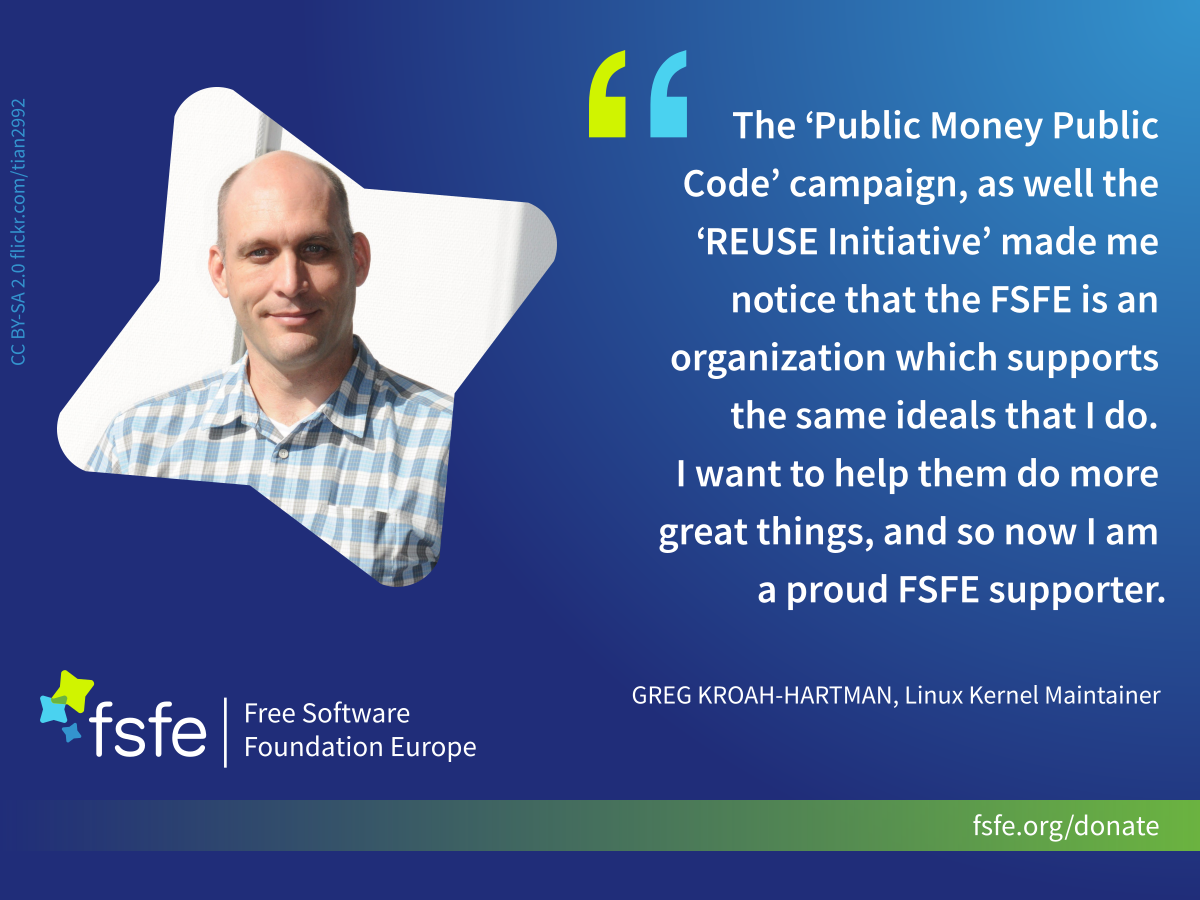 CC BY-SA 2.0 flickr.com/tian2992
The ‘Public Money Public
Code’ campaign, as well the
‘REUSE Initiative’ made me
notice that the FSFE is an
organization which supports
the same ideals that I do.
I want to help them do more
great things, and so now I am
a proud FSFE supporter.
GREG KROAH-HARTMAN, Linux Kernel Maintainer
fsfe
Free Software
Foundation Europe
fsfe.org/donate